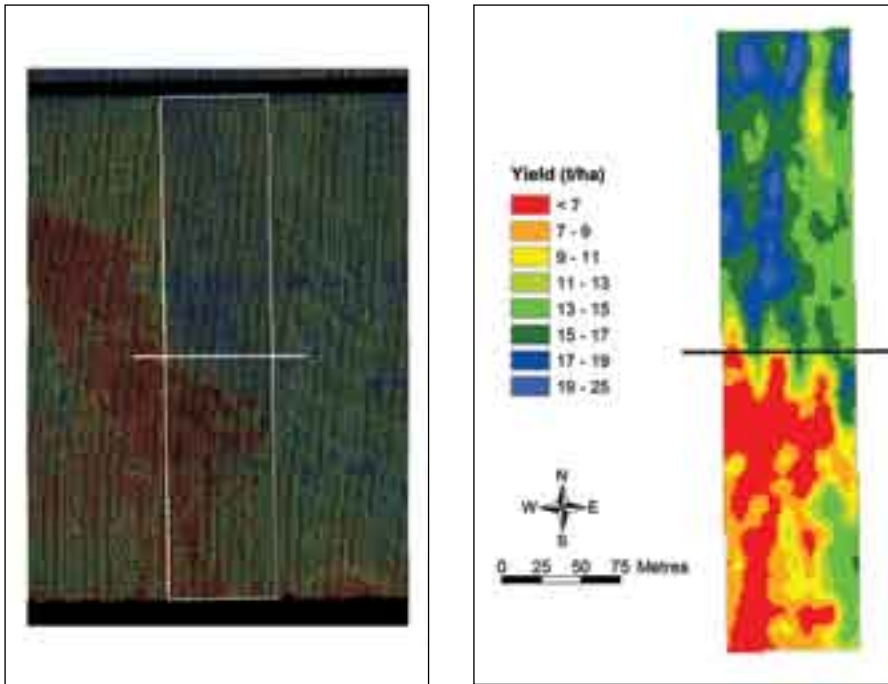 Yield (t/ha)
< 7
7 - 9
9 - 11
11 - 13
13 - 15
15 - 17
17 - 19
19 - 25
N
W E
S
0 25 50 75 Metres